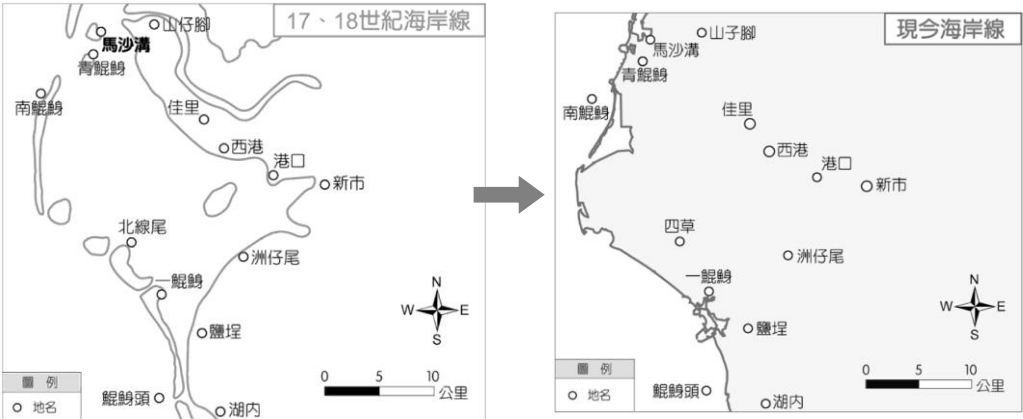 17、18世紀海岸線
山仔腳
馬沙溝
青鯤鯓
南鯤鯓
佳里
西港
港口
新市
北線尾
洲仔尾
一鯤鯓
鹽埕
鯤鯓頭
湖內
N
W
E
S
圖 例
地名
0
5
10
公里
現今海岸線
山子腳
馬沙溝
青鯤鯓
南鯤鯓
佳里
西港
港口
新市
四草
洲仔尾
一鯤鯓
鹽埕
鯤鯓頭
湖內
N
W
E
S
圖 例
地名
0
5
10
公里